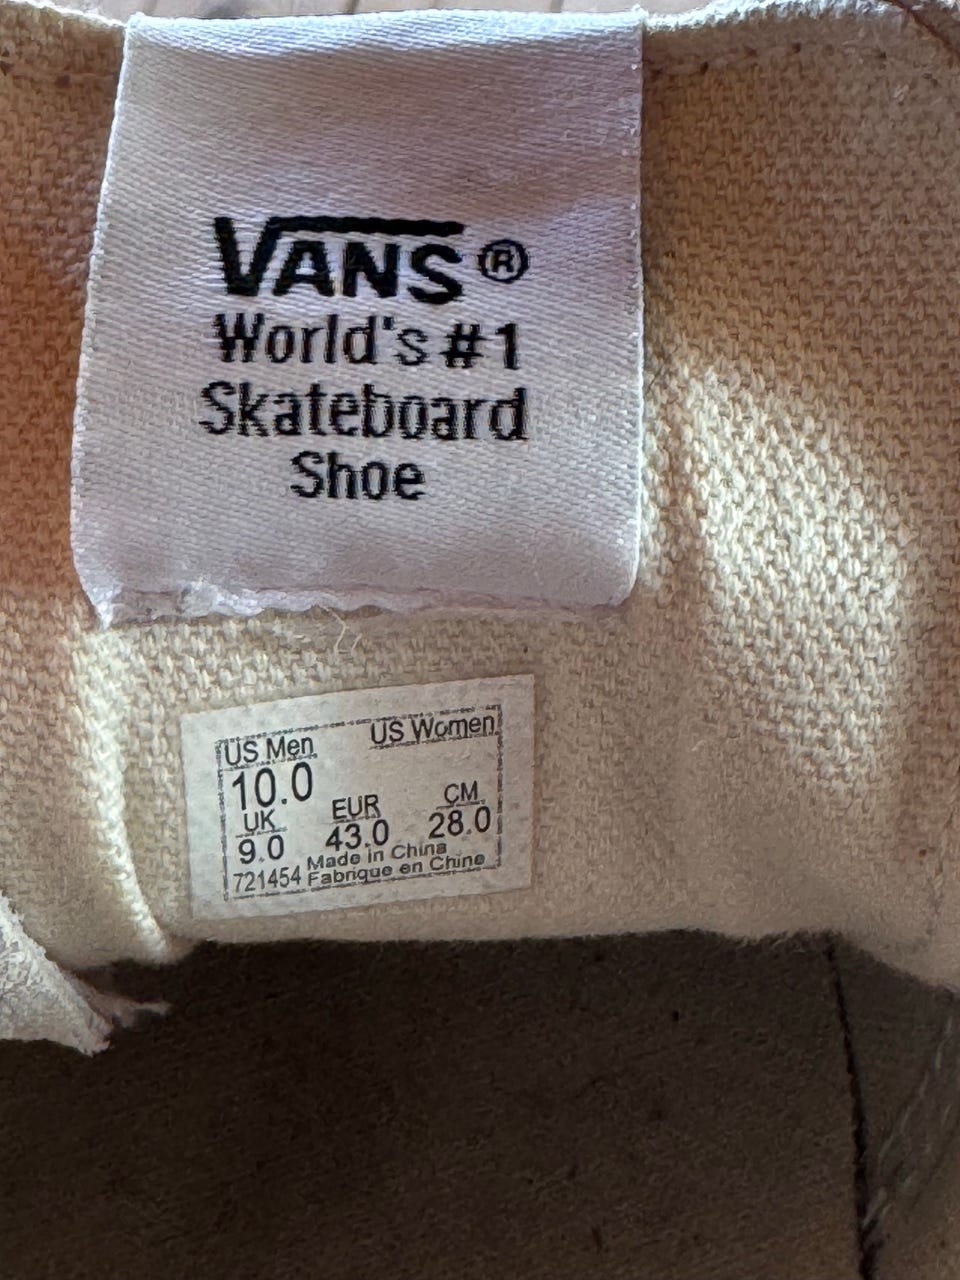 VANS®
World's #1
Skateboard
Shoe
US Men US Women
10.0
UK EUR CM
9.0 43.0 28.0
Made in China
721454 Fabrique en Chine